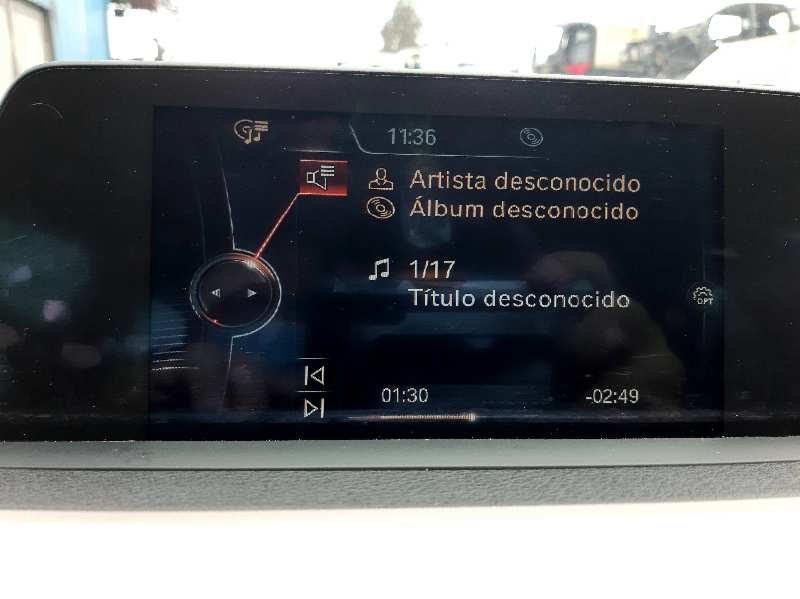 11:36
Artista desconocido
Álbum desconocido
1/17
Título desconocido
OPT
01:30 -02:49